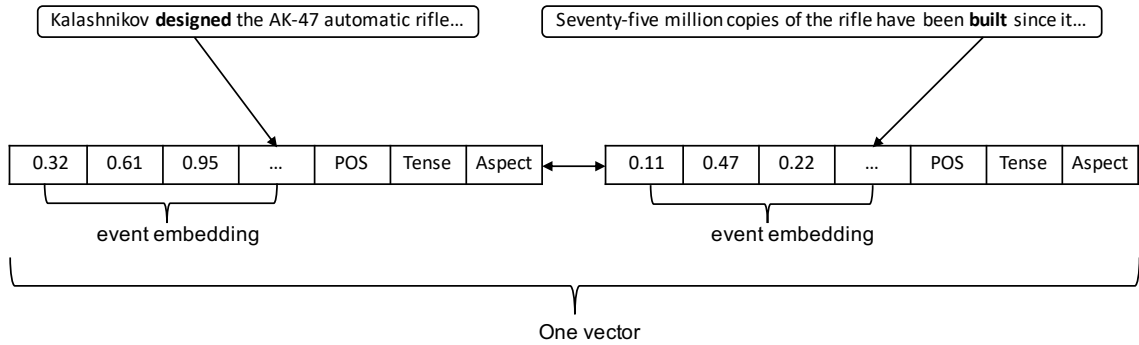 Kalashnikov designed the AK-47 automatic rifle... Seventy-five million copies of the rifle have been built since it...
0.32 0.61 0.95 ... POS Tense Aspect 0.11 0.47 0.22 ... POS Tense Aspect
event embedding event embedding
One vector